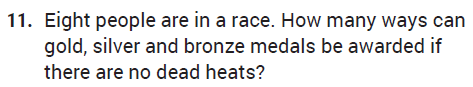 11. Eight people are in a race. How many ways can
gold, silver and bronze medals be awarded if
there are no dead heats?